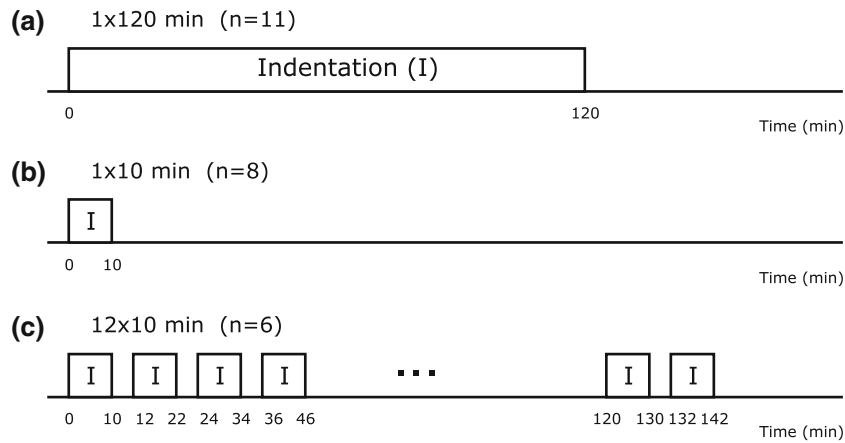 (a) 1x120 min (n=11)
Indentation (I)
0 120
Time (min)
(b) 1x10 min (n=8)
I
0 10
Time (min)
(c) 12x10 min (n=6)
I I I I ... I I
0 10 12 22 24 34 36 46 120 130 132 142
Time (min)